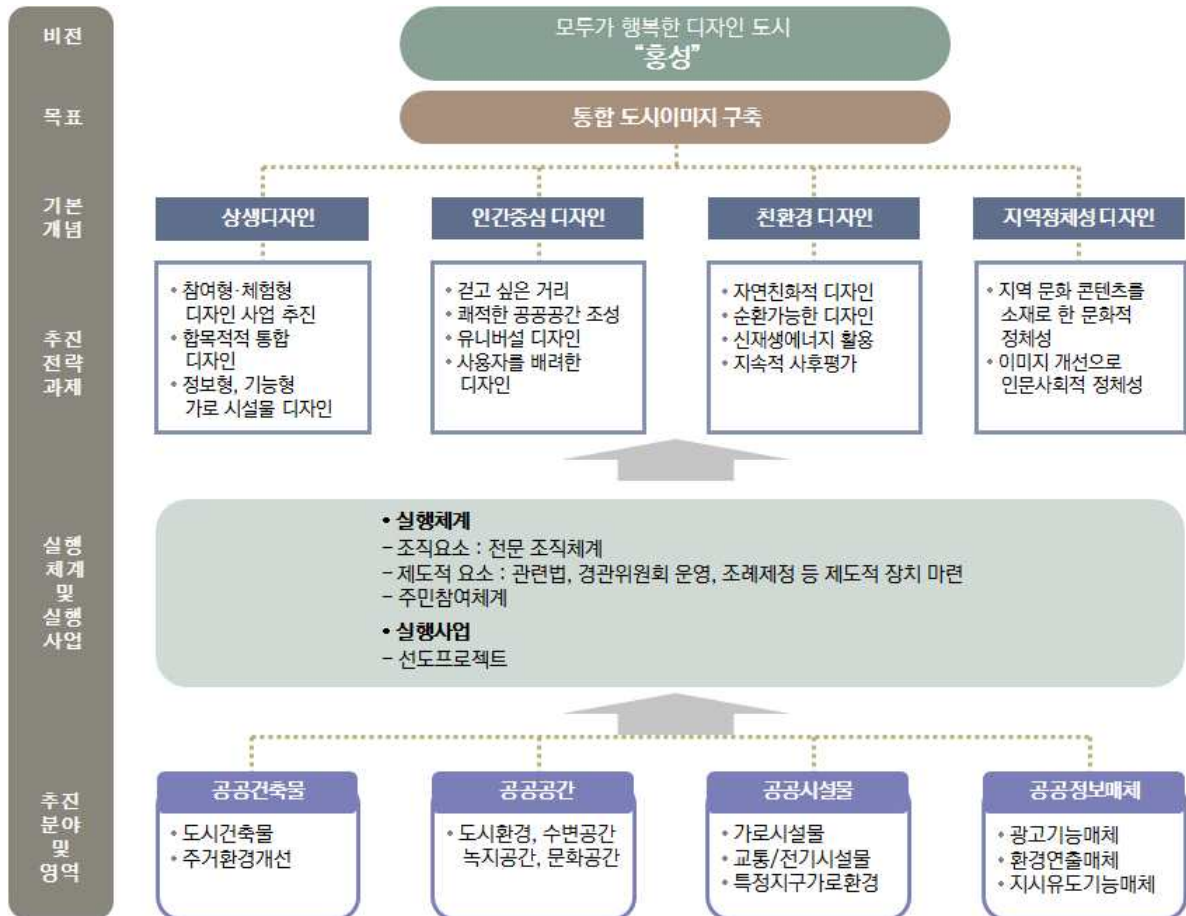 비전
모두가 행복한 디자인 도시
“홍성”
목표
통합 도시이미지 구축
기본
개념
상생디자인
인간중심 디자인
친환경 디자인
지역정체성 디자인
추진
전략
과제
• 참여형·체험형
디자인 사업 추진
• 합목적적 통합
디자인
• 정보형, 기능형
가로 시설물 디자인
• 걷고 싶은 거리
• 쾌적한 공공공간 조성
• 유니버설 디자인
• 사용자를 배려한
디자인
• 자연친화적 디자인
• 순환가능한 디자인
• 신재생에너지 활용
• 지속적 사후평가
• 지역 문화 콘텐츠를
소재로 한 문화적
정체성
• 이미지 개선으로
인문사회적 정체성
실행
체계
및
실행
사업
• 실행체계
– 조직요소 : 전문 조직체계
– 제도적 요소 : 관련법, 경관위원회 운영, 조례제정 등 제도적 장치 마련
– 주민참여체계
• 실행사업
– 선도프로젝트
추진
분야
및
영역
공공건축물
• 도시건축물
• 주거환경개선
공공공간
• 도시환경, 수변공간
녹지공간, 문화공간
공공시설물
• 가로시설물
• 교통/전기시설물
• 특정지구가로환경
공공정보매체
• 광고기능매체
• 환경연출매체
• 지시유도기능매체